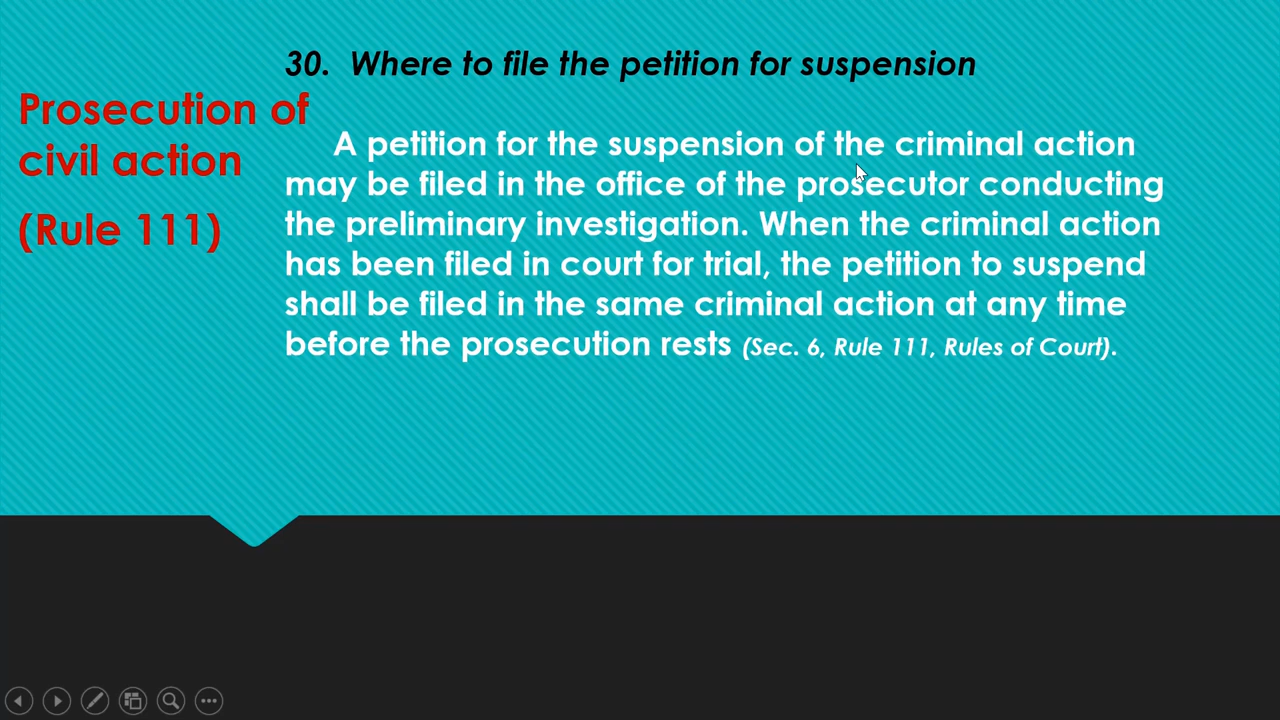 30. Where to file the petition for suspension
Prosecution of
civil action
(Rule 111)
A petition for the suspension of the criminal action
may be filed in the office of the prosecutor conducting
the preliminary investigation. When the criminal action
has been filed in court for trial, the petition to suspend
shall be filed in the same criminal action at any time
before the prosecution rests (Sec. 6, Rule 111, Rules of Court).